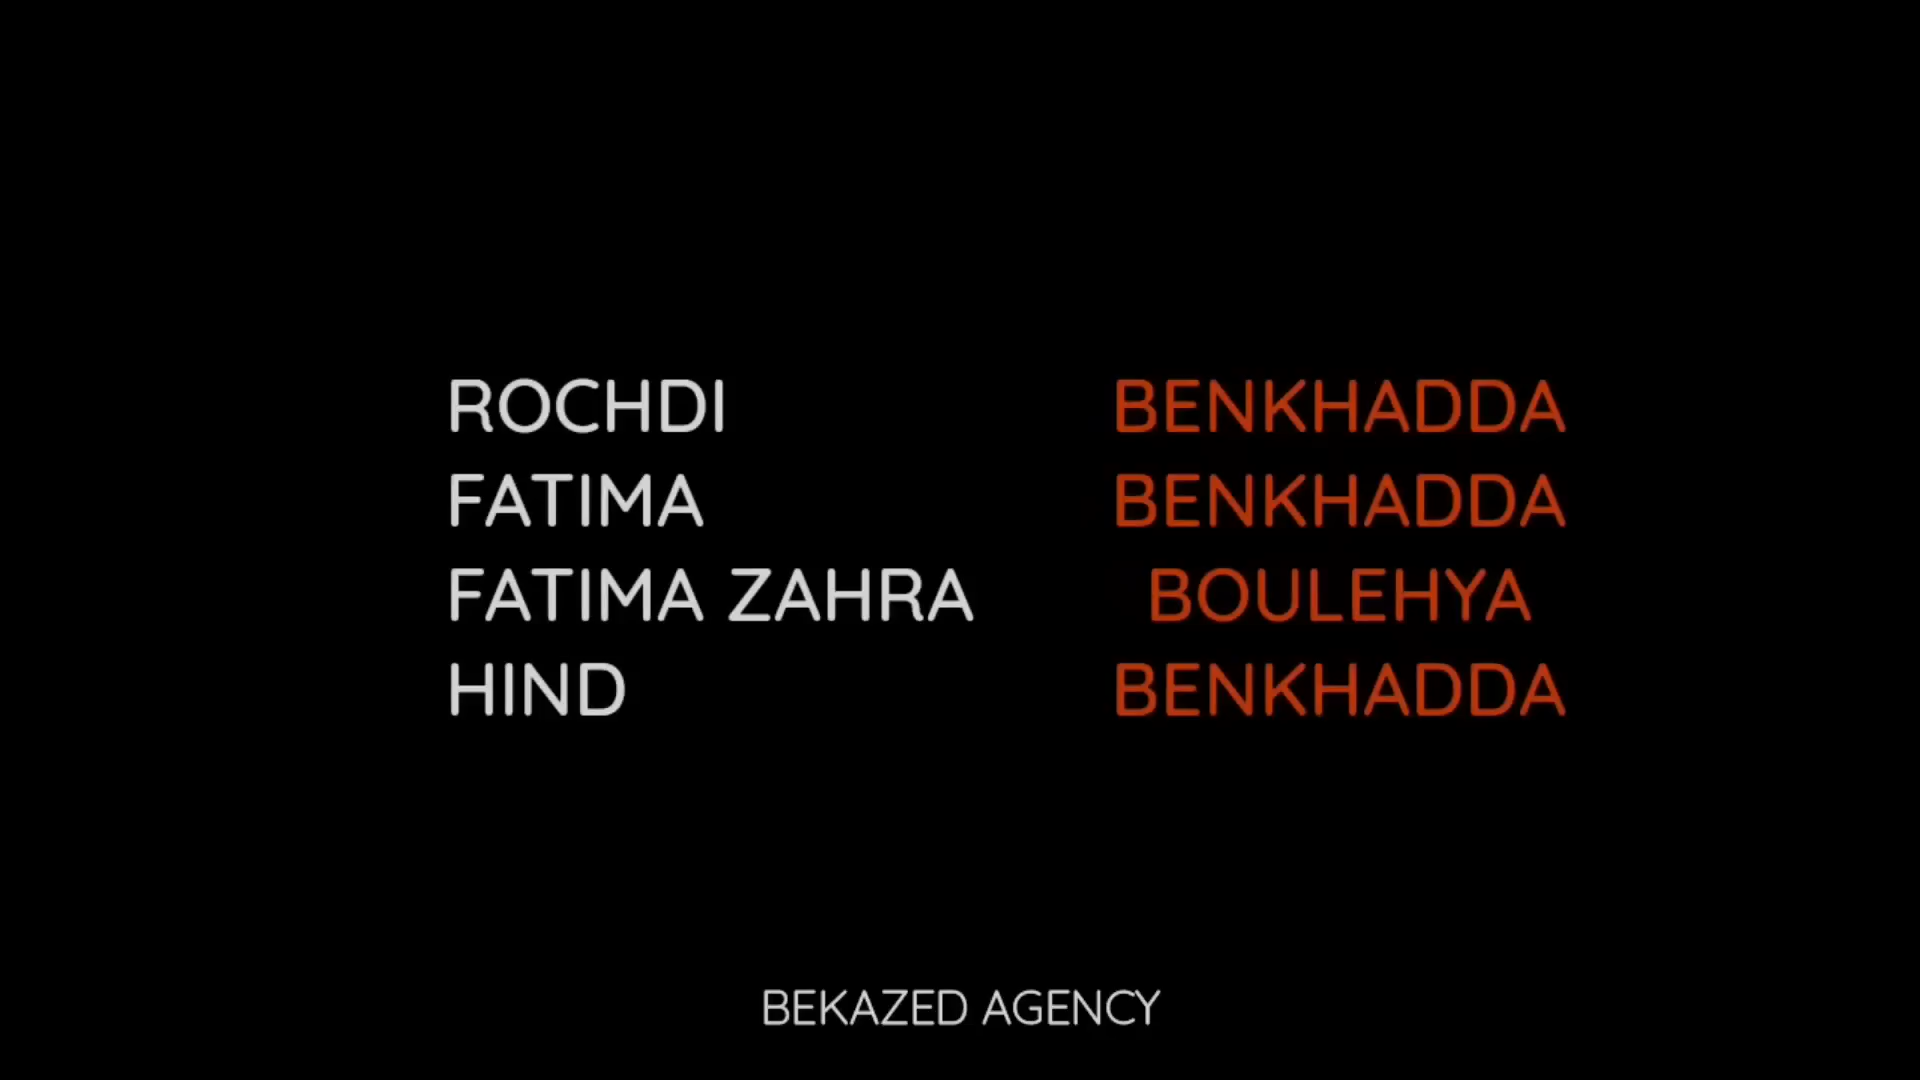 ROCHDI BENKHADDA
FATIMA BENKHADDA
FATIMA ZAHRA BOULEHYA
HIND BENKHADDA
BEKAZED AGENCY